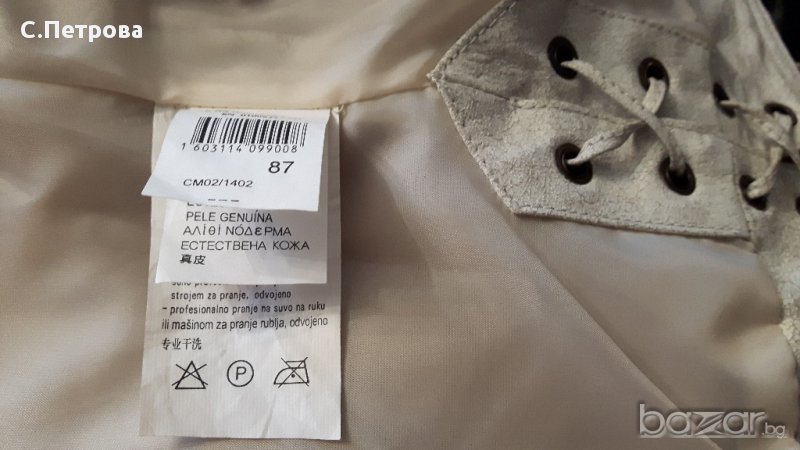 С.Петрова
1 603114 099008
87
CM02/1402
---
PELE GENUÍNA
ΑΛΙΘΙ ΝΟΔΕΡΜΑ
ЕСТЕСТВЕНА КОЖА
真皮
strojem za pranje, odvojeno
- profesionalno pranje na suvo na ruku
ili mašinom za pranje rublja, odvojeno
专业干洗
P
bazar.bg